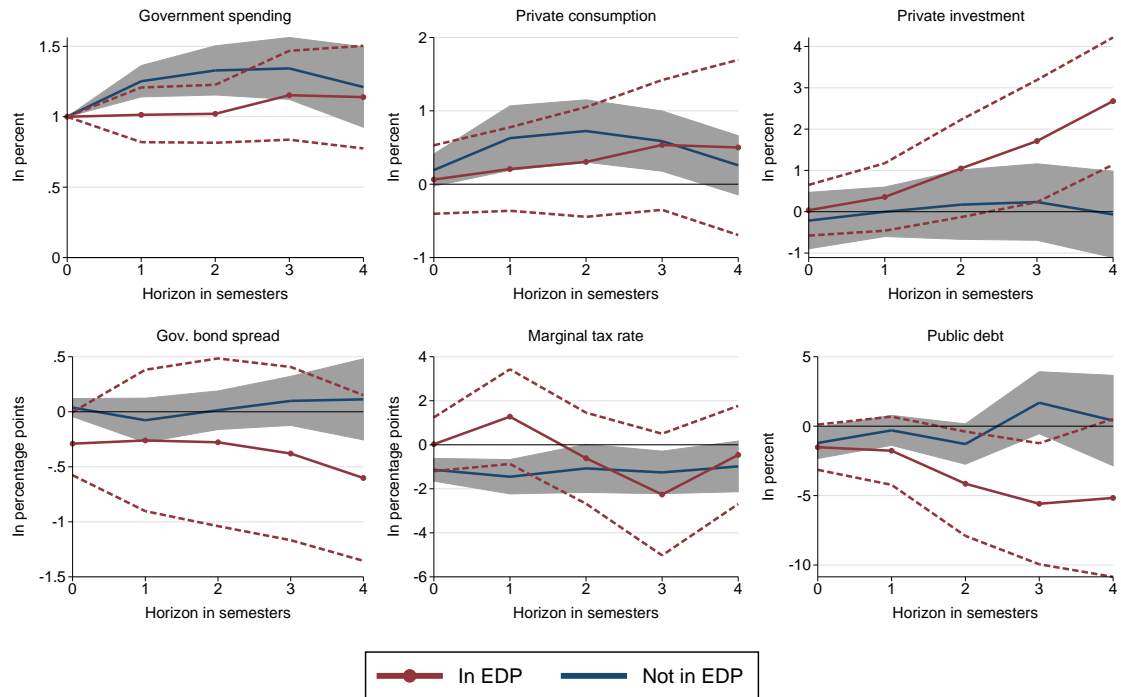 Government spending
In percent
1.5
1
.5
0
0 1 2 3 4
Horizon in semesters
Private consumption
In percent
2
1
0
-1
0 1 2 3 4
Horizon in semesters
Private investment
In percent
4
3
2
1
0
-1
0 1 2 3 4
Horizon in semesters
Gov. bond spread
In percentage points
.5
0
-.5
-1
-1.5
0 1 2 3 4
Horizon in semesters
Marginal tax rate
In percentage points
4
2
0
-2
-4
-6
0 1 2 3 4
Horizon in semesters
Public debt
In percent
5
0
-5
-10
0 1 2 3 4
Horizon in semesters
In EDP Not in EDP